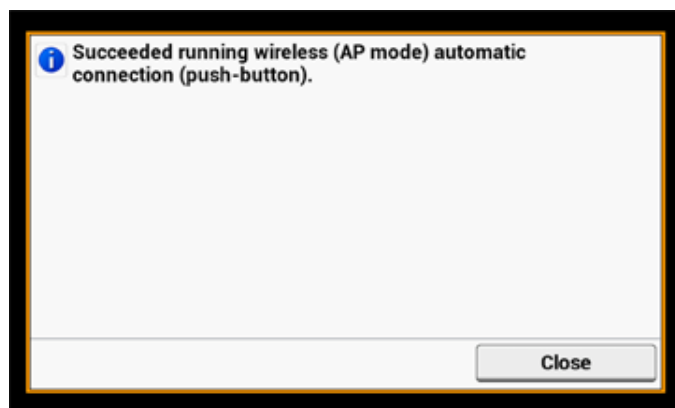 Succeeded running wireless (AP mode) automatic
connection (push-button).
Close